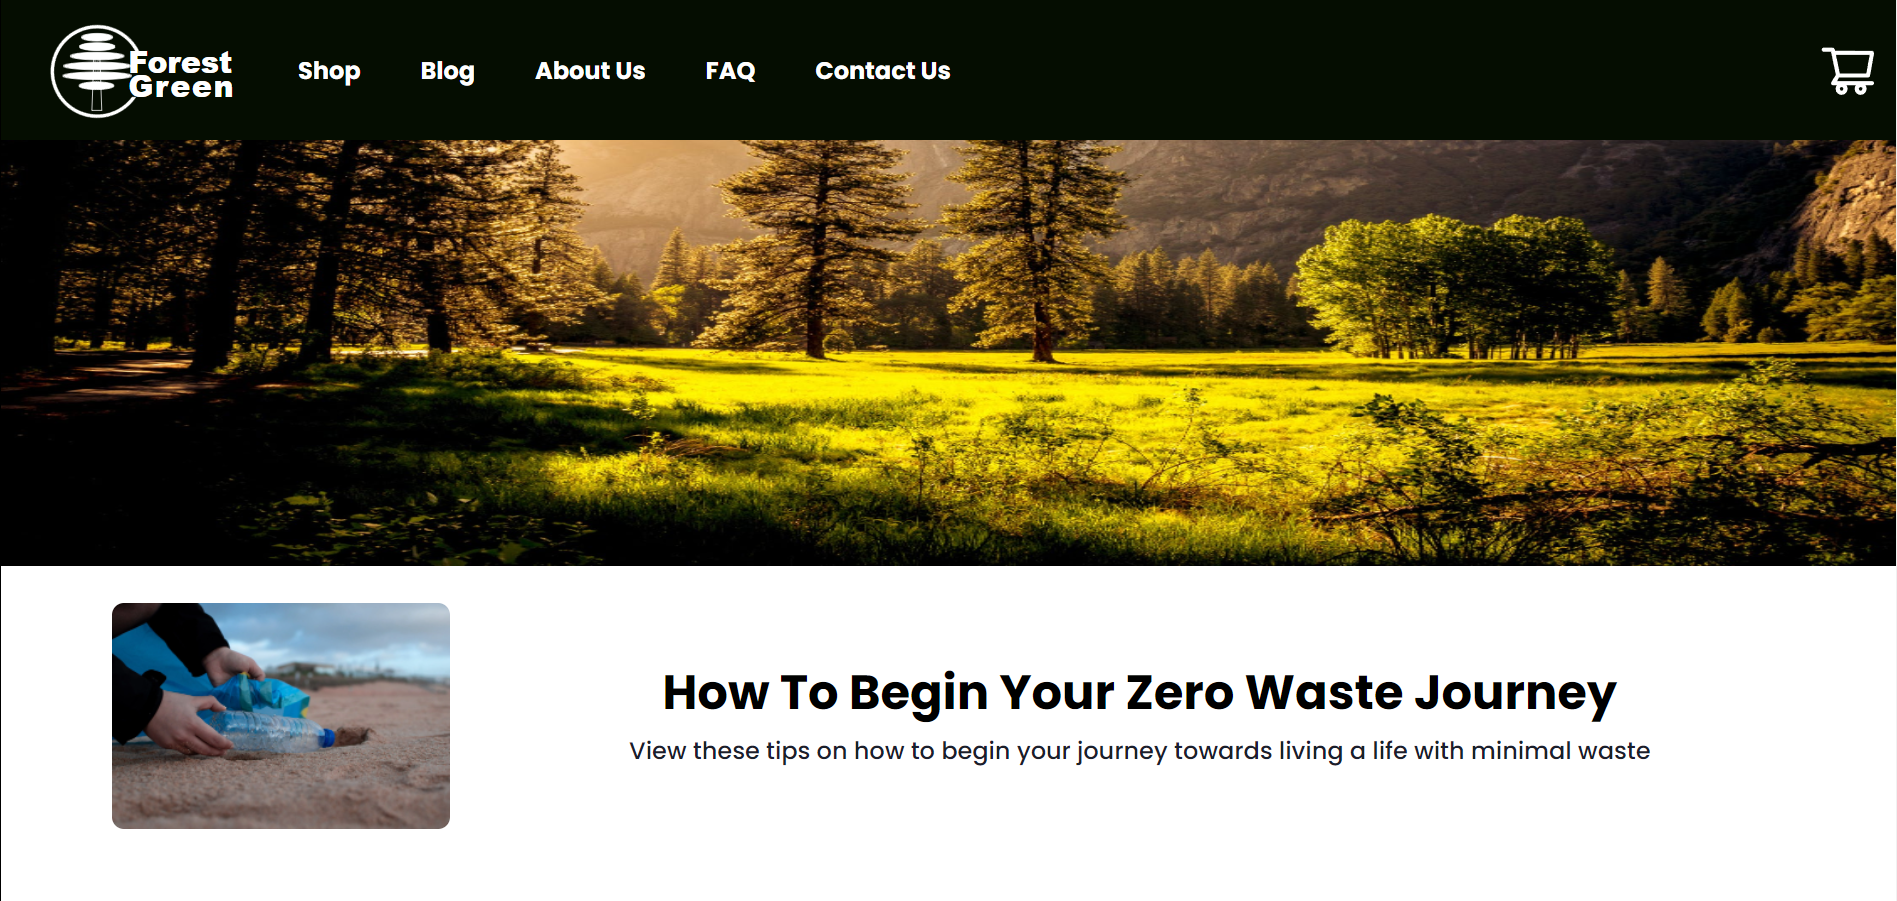 Forest
Green
Shop Blog About Us FAQ Contact Us
How To Begin Your Zero Waste Journey
View these tips on how to begin your journey towards living a life with minimal waste